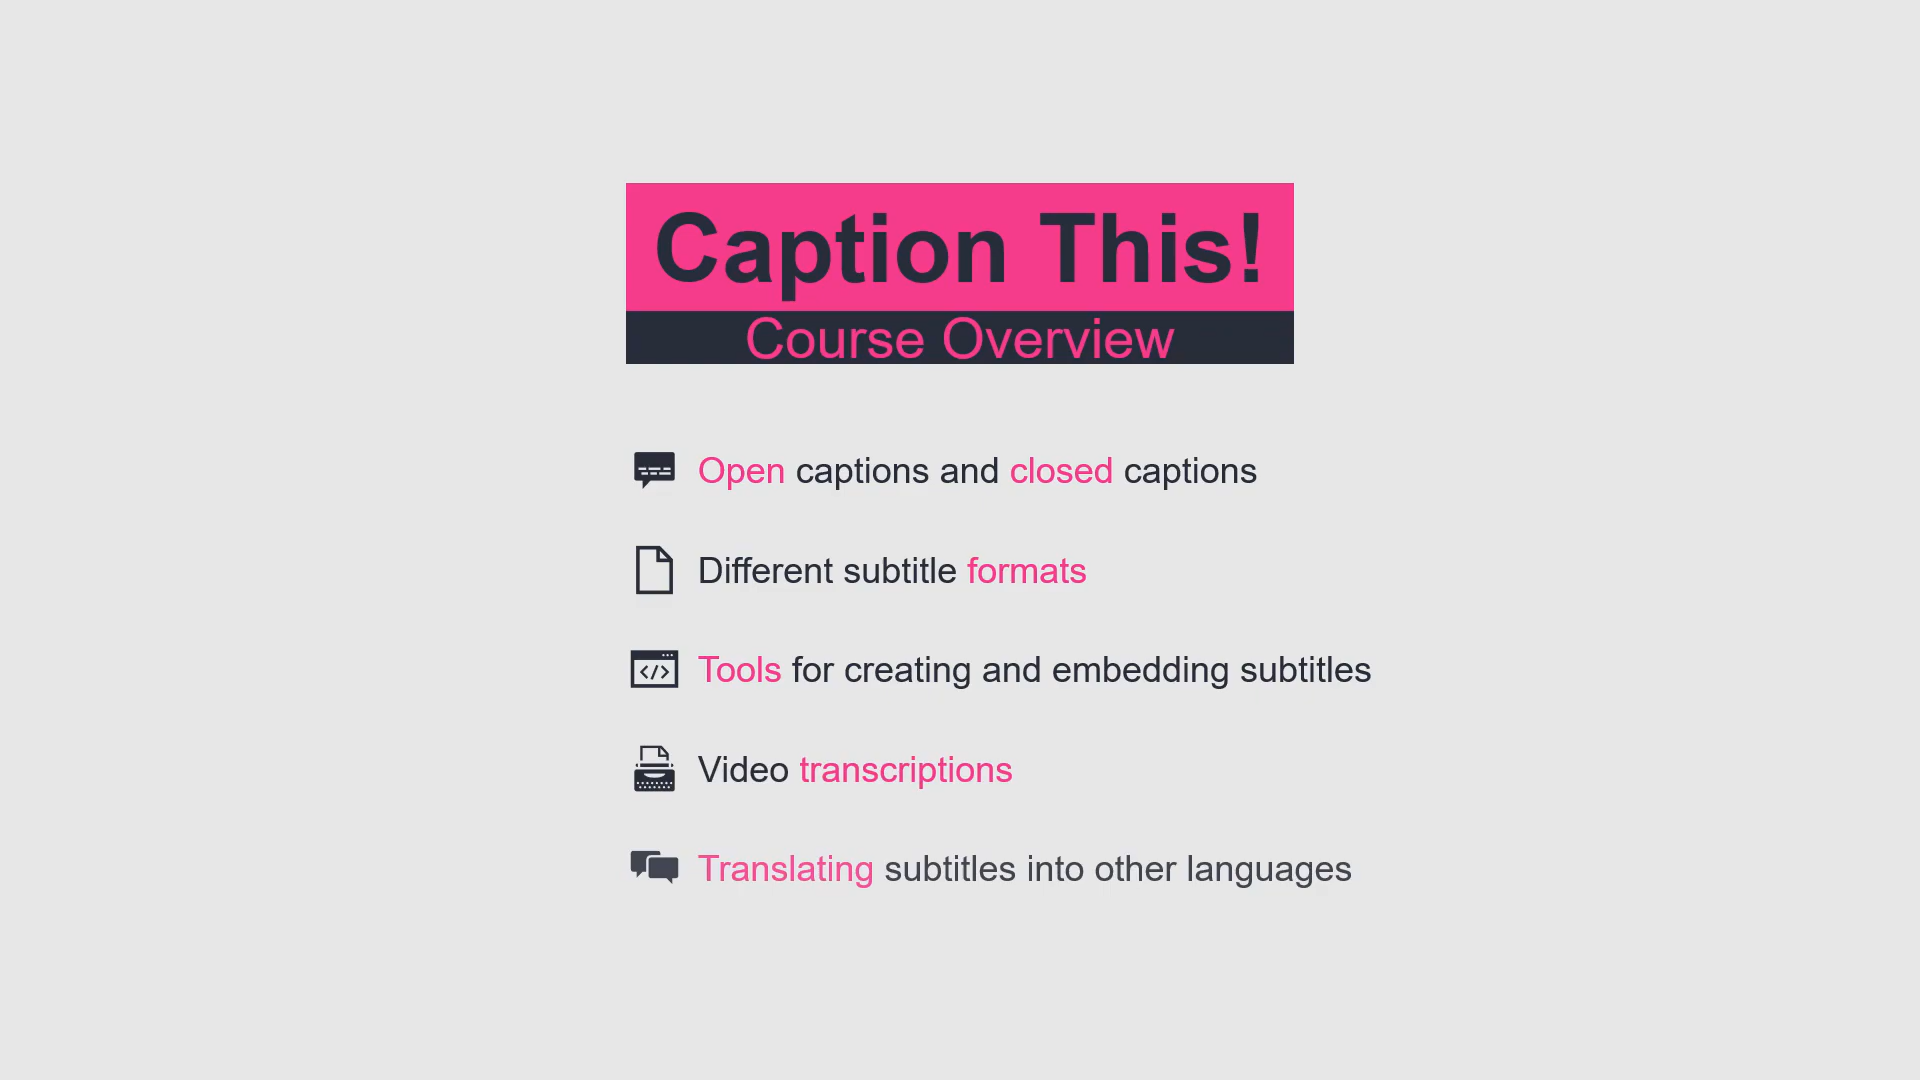 Caption This!
Course Overview
Open captions and closed captions
Different subtitle formats
Tools for creating and embedding subtitles
Video transcriptions
Translating subtitles into other languages